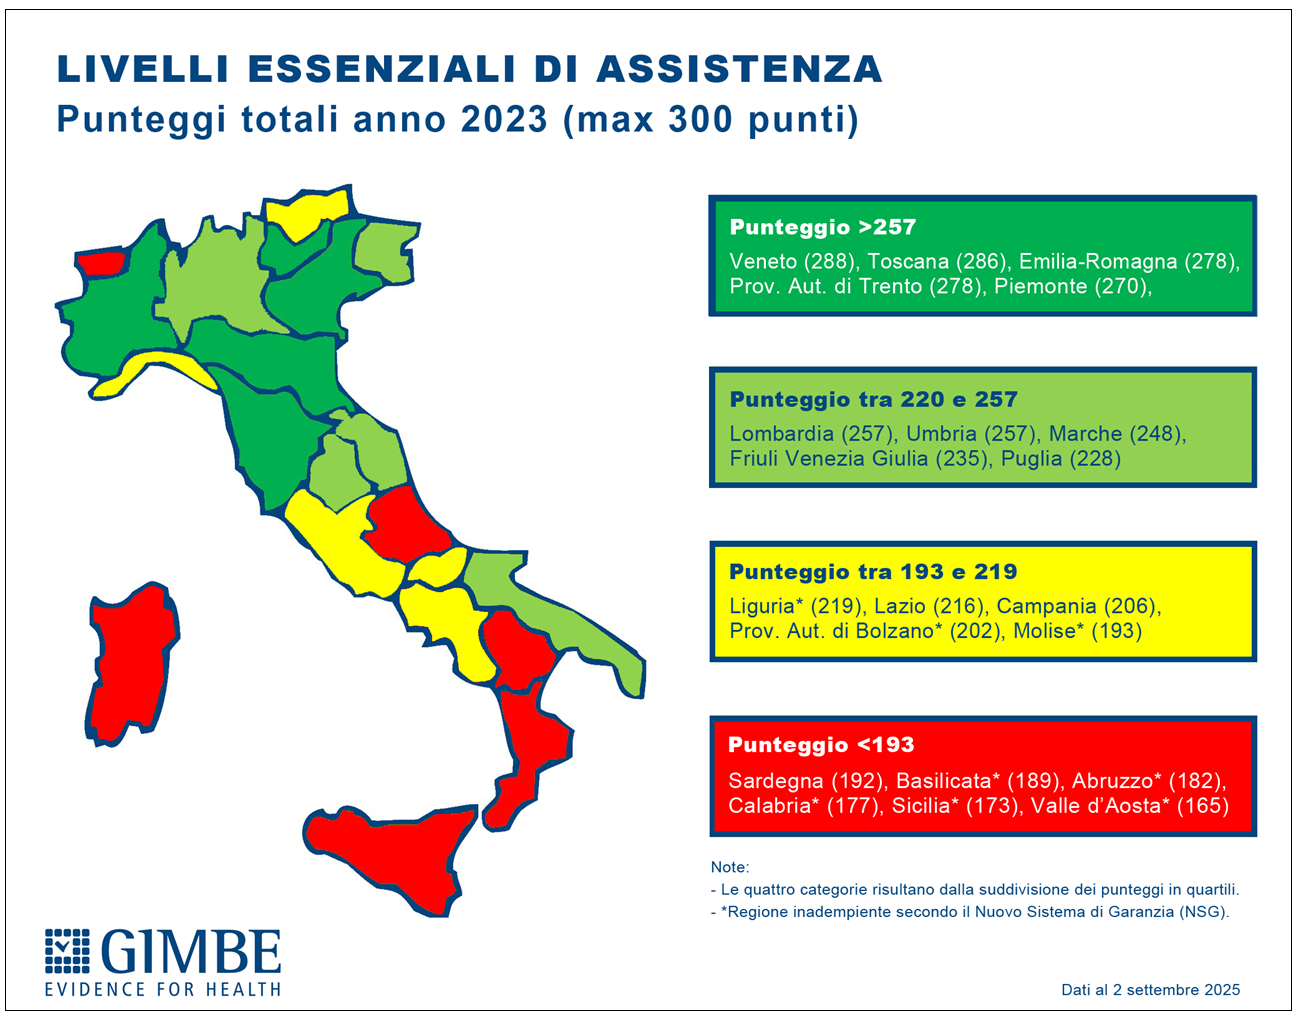 LIVELLI ESSENZIALI DI ASSISTENZA
Punteggi totali anno 2023 (max 300 punti)
Punteggio >257
Veneto (288), Toscana (286), Emilia-Romagna (278),
Prov. Aut. di Trento (278), Piemonte (270),
Punteggio tra 220 e 257
Lombardia (257), Umbria (257), Marche (248),
Friuli Venezia Giulia (235), Puglia (228)
Punteggio tra 193 e 219
Liguria* (219), Lazio (216), Campania (206),
Prov. Aut. di Bolzano* (202), Molise* (193)
Punteggio <193
Sardegna (192), Basilicata* (189), Abruzzo* (182),
Calabria* (177), Sicilia* (173), Valle d’Aosta* (165)
Note:
- Le quattro categorie risultano dalla suddivisione dei punteggi in quartili.
- *Regione inadempiente secondo il Nuovo Sistema di Garanzia (NSG).
GIMBE
EVIDENCE FOR HEALTH
Dati al 2 settembre 2025